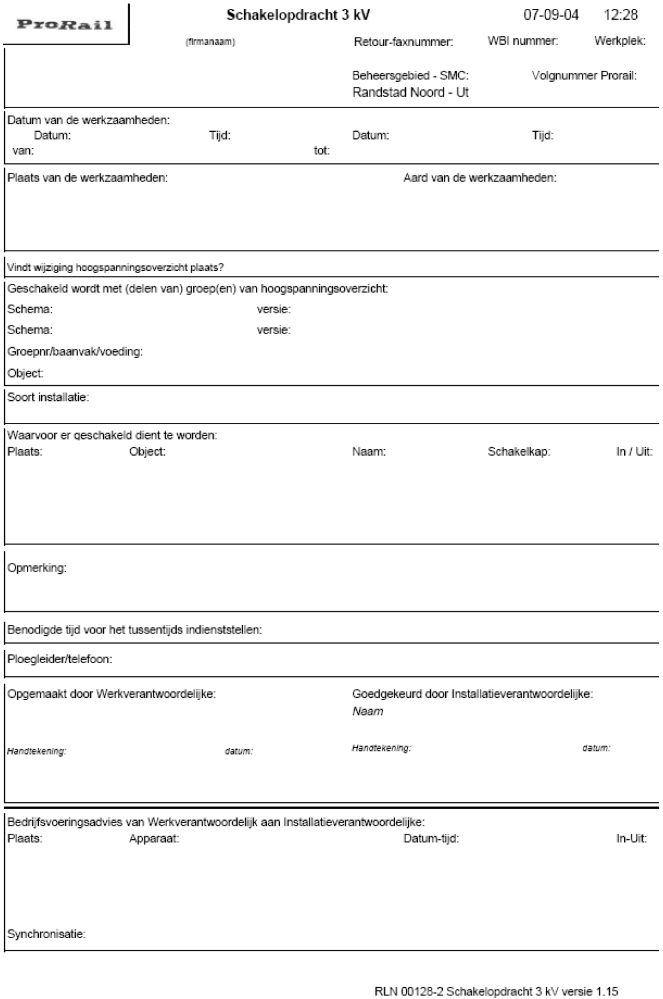 ProRail Schakelopdracht 3 kV 07-09-04 12:28
(firmanaam) Retour-faxnummer: WBI nummer: Werkplek:
Beheersgebied - SMC: Volgnummer Prorail:
Randstad Noord - Ut
Datum van de werkzaamheden:
Datum: Tijd: Datum: Tijd:
van: tot:
Plaats van de werkzaamheden: Aard van de werkzaamheden:
Vindt wijziging hoogspanningsoverzicht plaats?
Geschakeld wordt met (delen van) groep(en) van hoogspanningsoverzicht:
Schema: versie:
Schema: versie:
Groepnr/baanvak/voeding:
Object:
Soort installatie:
Waarvoor er geschakeld dient te worden:
Plaats: Object: Naam: Schakelkap: In / Uit:
Opmerking:
Benodigde tijd voor het tussentijds indienststellen:
Ploegleider/telefoon:
Opgemaakt door Werkverantwoordelijke: Goedgekeurd door Installatieverantwoordelijke:
Naam
Handtekening: datum: Handtekening: datum:
Bedrijfsvoeringsadvies van Werkverantwoordelijk aan Installatieverantwoordelijke:
Plaats: Apparaat: Datum-tijd: In-Uit:
Synchronisatie:
RLN 00128-2 Schakelopdracht 3 kV versie 1.15